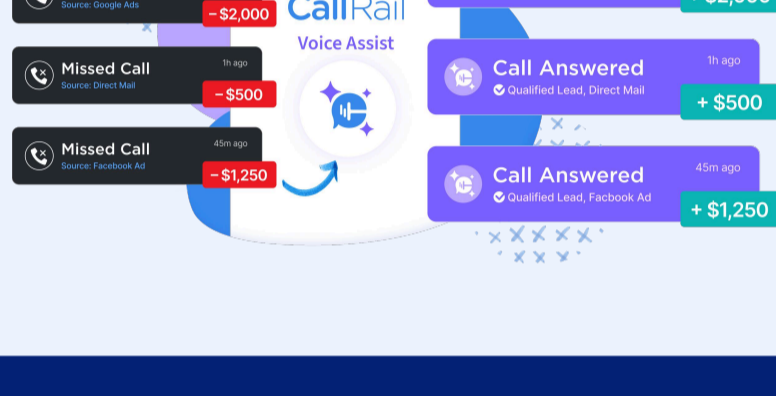 Source: Google Ads
– $2,000
Missed Call
1h ago
Source: Direct Mail
– $500
Missed Call
45m ago
Source: Facebook Ad
– $1,250
CallRail
Voice Assist
Call Answered
1h ago
Qualified Lead, Direct Mail
+ $500
Call Answered
45m ago
Qualified Lead, Facbook Ad
+ $1,250